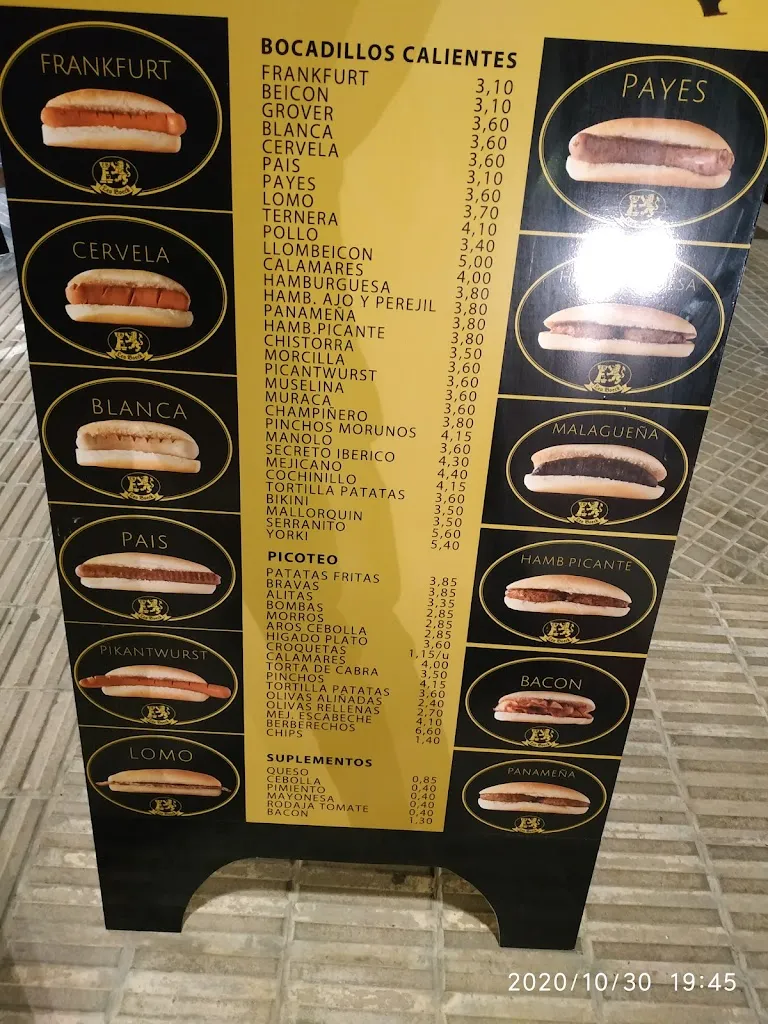 FRANKFURT
Les Boets
CERVELA
BLANCA
PAIS
PIKANTWURST
LOMO
BOCADILLOS CALIENTES
FRANKFURT 3,10
BEICON 3,10
GROVER 3,60
BLANCA 3,60
CERVELA 3,60
PAIS 3,10
PAYES 3,60
LOMO 3,70
TERNERA 4,10
POLLO 3,40
LLOMBEICON 5,00
CALAMARES 4,00
HAMBURGUESA 3,80
HAMB. AJO Y PEREJIL 3,80
PANAMEÑA 3,80
HAMB.PICANTE 3,80
CHISTORRA 3,50
MORCILLA 3,60
PICANTWURST 3,60
MUSELINA 3,60
MURACA 3,60
CHAMPIÑERO 3,80
PINCHOS MORUNOS 4,15
MANOLO 3,60
SECRETO IBERICO 4,30
MEJICANO 4,40
COCHINILLO 4,15
TORTILLA PATATAS 3,60
BIKINI 3,50
MALLORQUIN 3,50
SERRANITO 5,60
YORKI 5,40
PICOTEO
PATATAS FRITAS 3,85
BRAVAS 3,85
ALITAS 3,35
BOMBAS 2,85
MORROS 2,85
AROS CEBOLLA 2,85
HIGADO PLATO 3,60
CROQUETAS 1,15/u
CALAMARES 4,00
TORTA DE CABRA 3,50
PINCHOS 4,15
TORTILLA PATATAS 3,60
OLIVAS ALIÑADAS 2,40
OLIVAS RELLENAS 2,70
MEJ. ESCABECHE 4,10
BERBERECHOS 6,60
CHIPS 1,40
SUPLEMENTOS
QUESO 0,85
CEBOLLA 0,40
PIMIENTO 0,40
MAYONESA 0,40
RODAJA TOMATE 0,40
BACON 1,30
PAYES
MALAGUEÑA
HAMB PICANTE
BACON
PANAMEÑA
2020/10/30 19:45